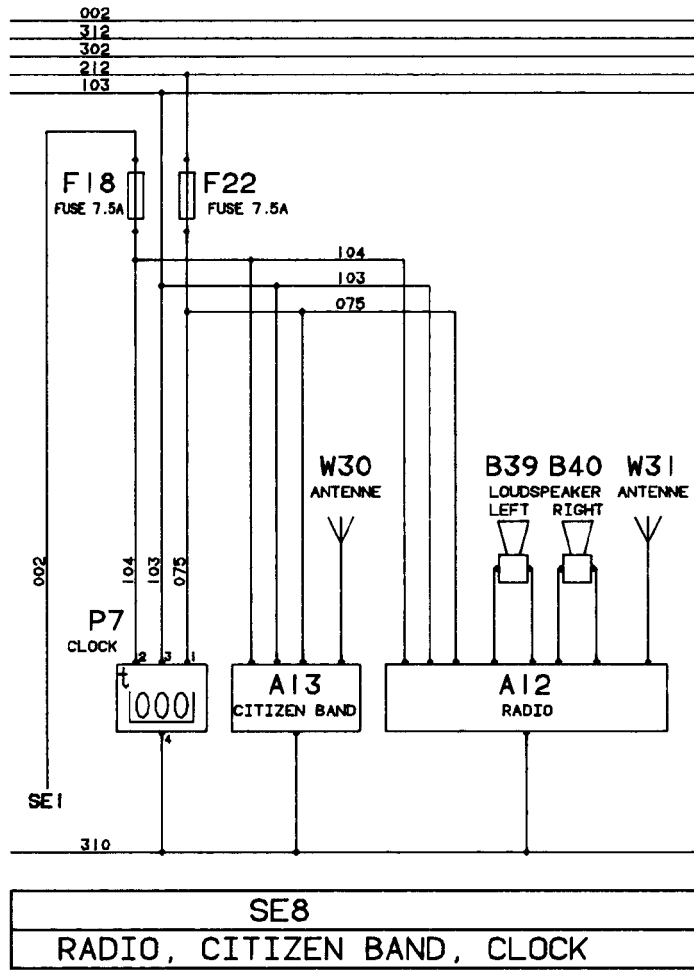 002
312
302
212
103
F18
FUSE 7.5A
F22
FUSE 7.5A
104
103
075
W30
ANTENNE
B39 B40
LOUDSPEAKER
LEFT RIGHT
W31
ANTENNE
002
104
103
075
P7
CLOCK
2 3 1
t
000
4
A13
CITIZEN BAND
A12
RADIO
SE1
310
SE8
RADIO, CITIZEN BAND, CLOCK